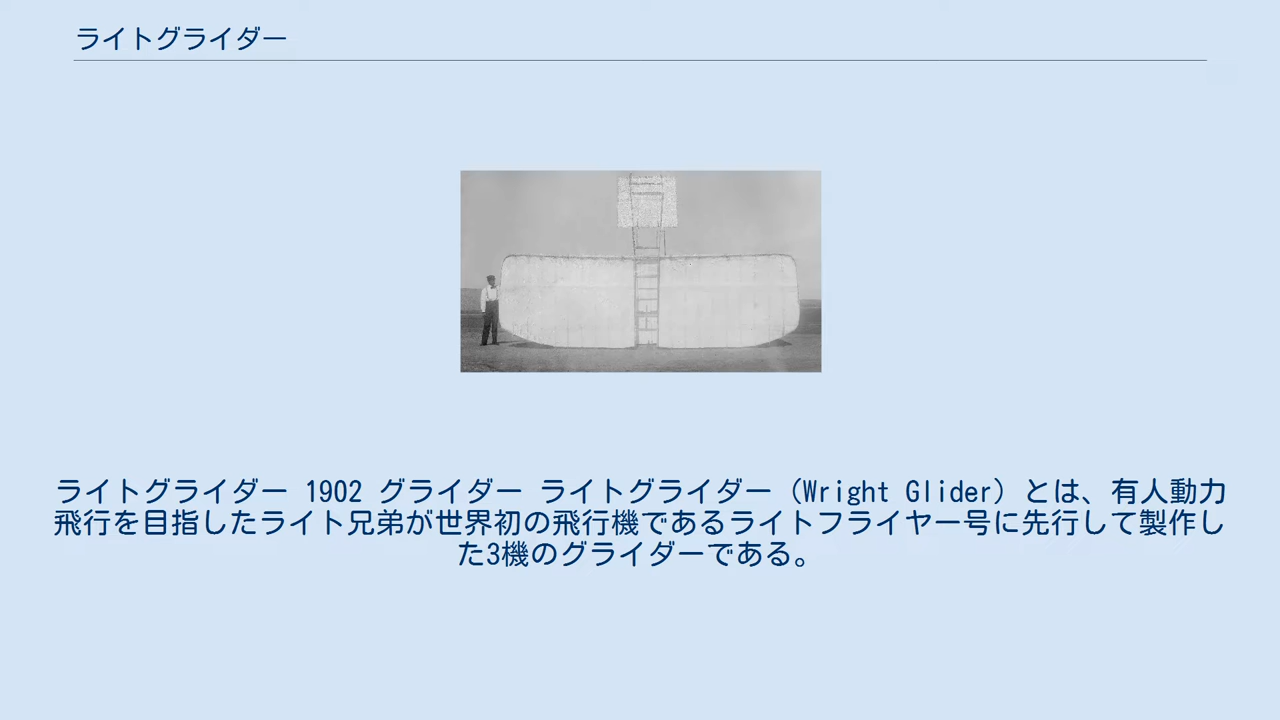 ライトグライダー
ライトグライダー 1902 グライダー ライトグライダー（Wright Glider）とは、有人動力
飛行を目指したライト兄弟が世界初の飛行機であるライトフライヤー号に先行して製作し
た3機のグライダーである。